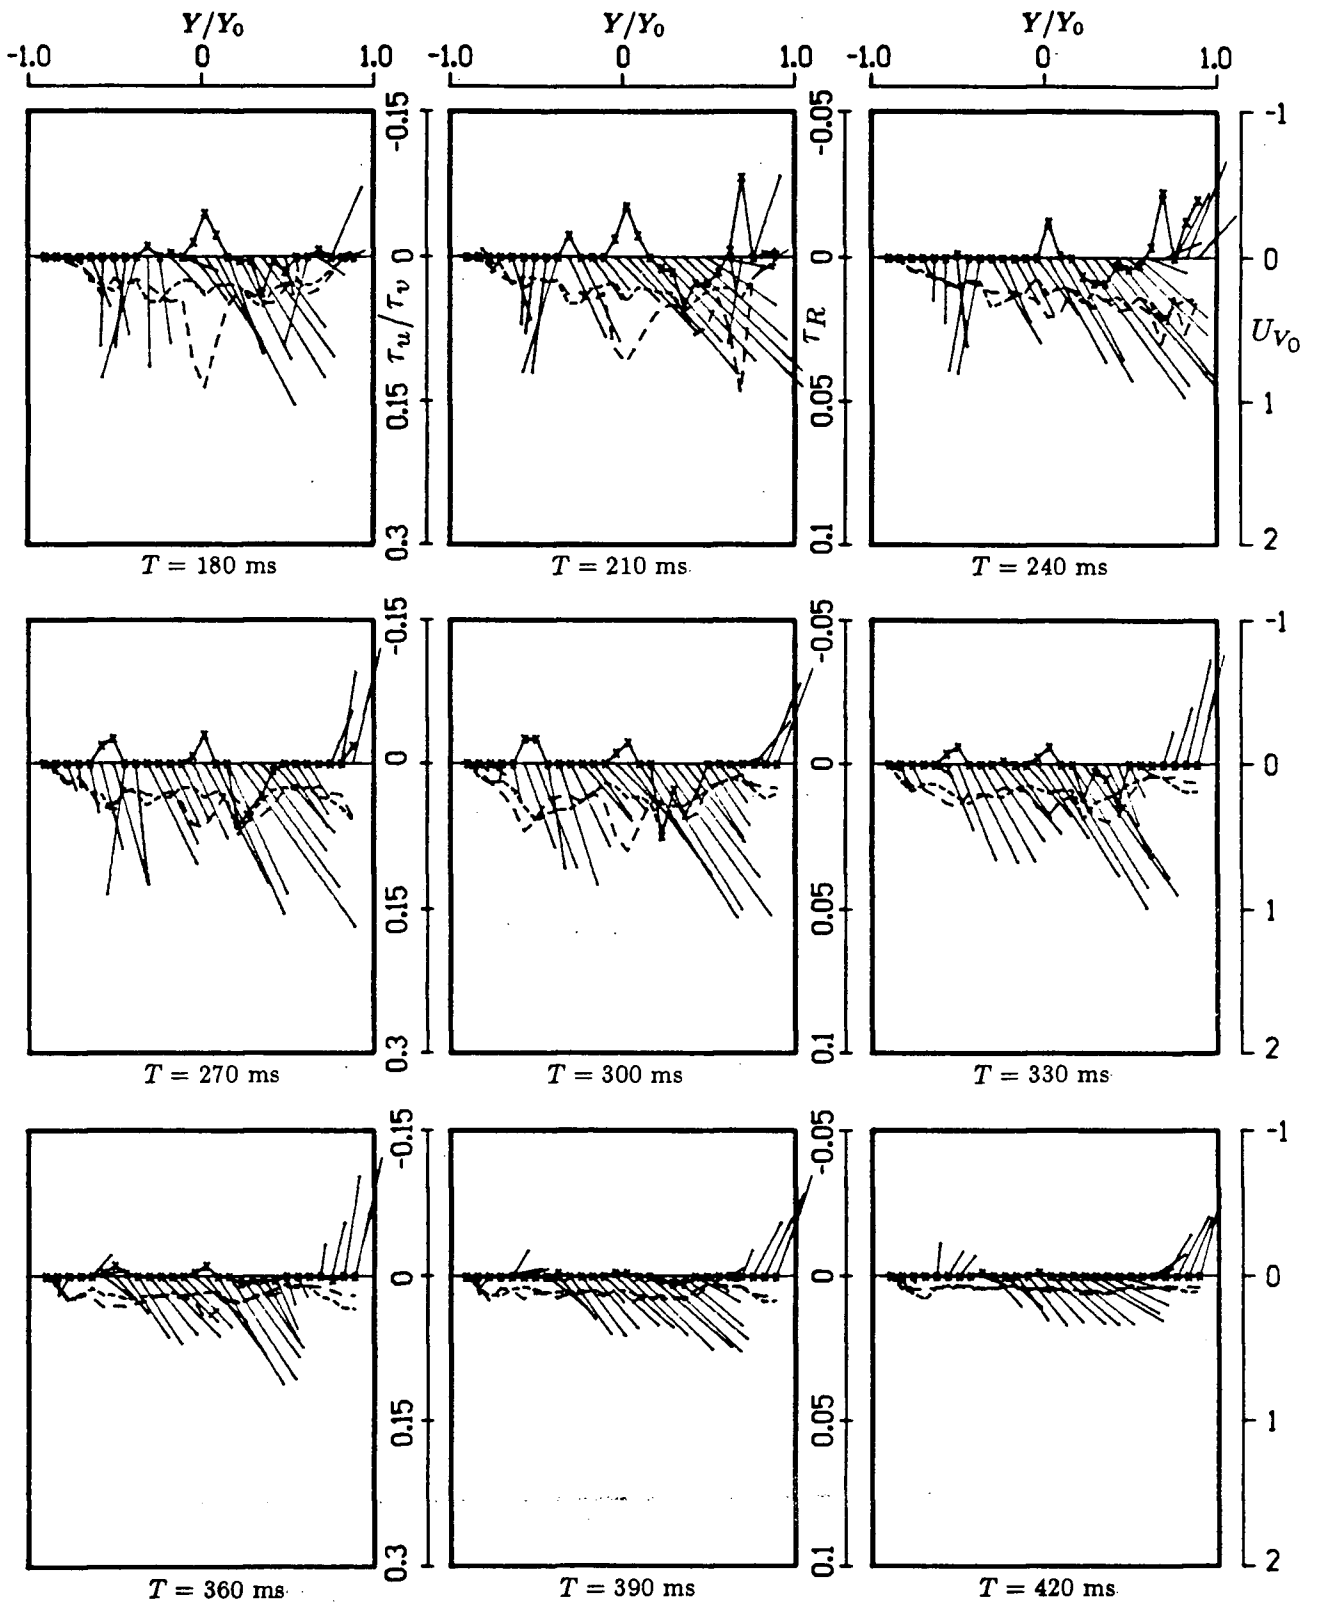 Y/Y₀ Y/Y₀ Y/Y₀
-1.0 0 1.0 -1.0 0 1.0 -1.0 0 1.0
-0.15 0 τu/τv 0.15 0.3
-0.05 0 τR 0.05 0.1
-1 0 U_V₀ 1 2
T = 180 ms T = 210 ms T = 240 ms
-0.15 0 0.15 0.3
-0.05 0 0.05 0.1
-1 0 1 2
T = 270 ms T = 300 ms T = 330 ms
-0.15 0 0.15 0.3
-0.05 0 0.05 0.1
-1 0 1 2
T = 360 ms T = 390 ms T = 420 ms